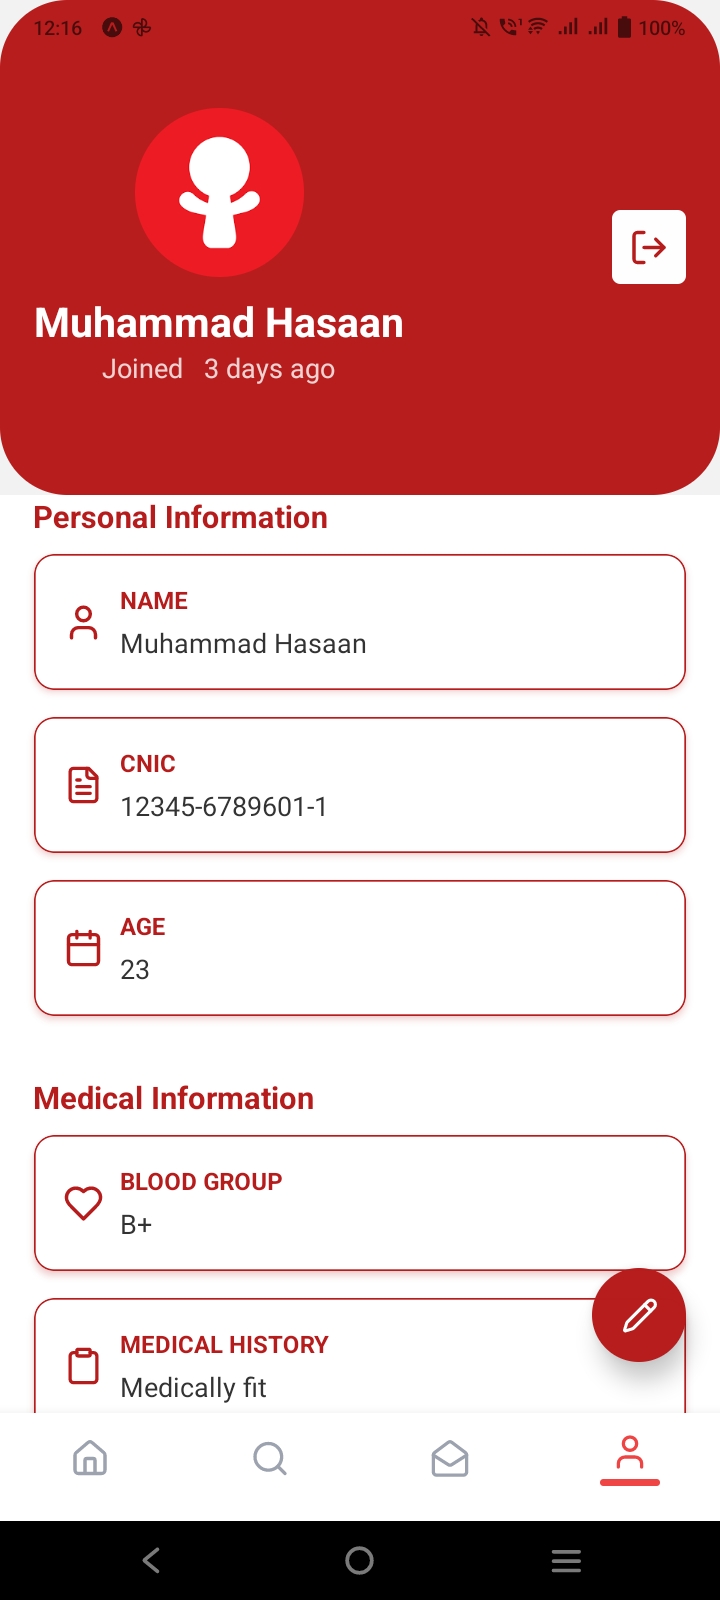 12:16 100%
Muhammad Hasaan
Joined 3 days ago
Personal Information
NAME
Muhammad Hasaan
CNIC
12345-6789601-1
AGE
23
Medical Information
BLOOD GROUP
B+
MEDICAL HISTORY
Medically fit